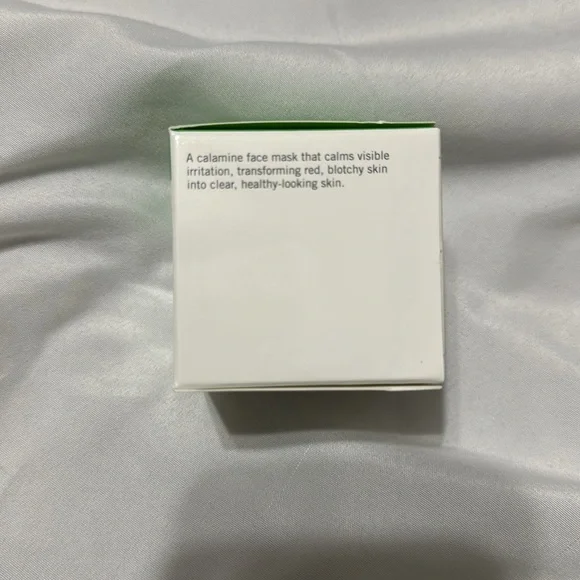 A calamine face mask that calms visible
irritation, transforming red, blotchy skin
into clear, healthy-looking skin.